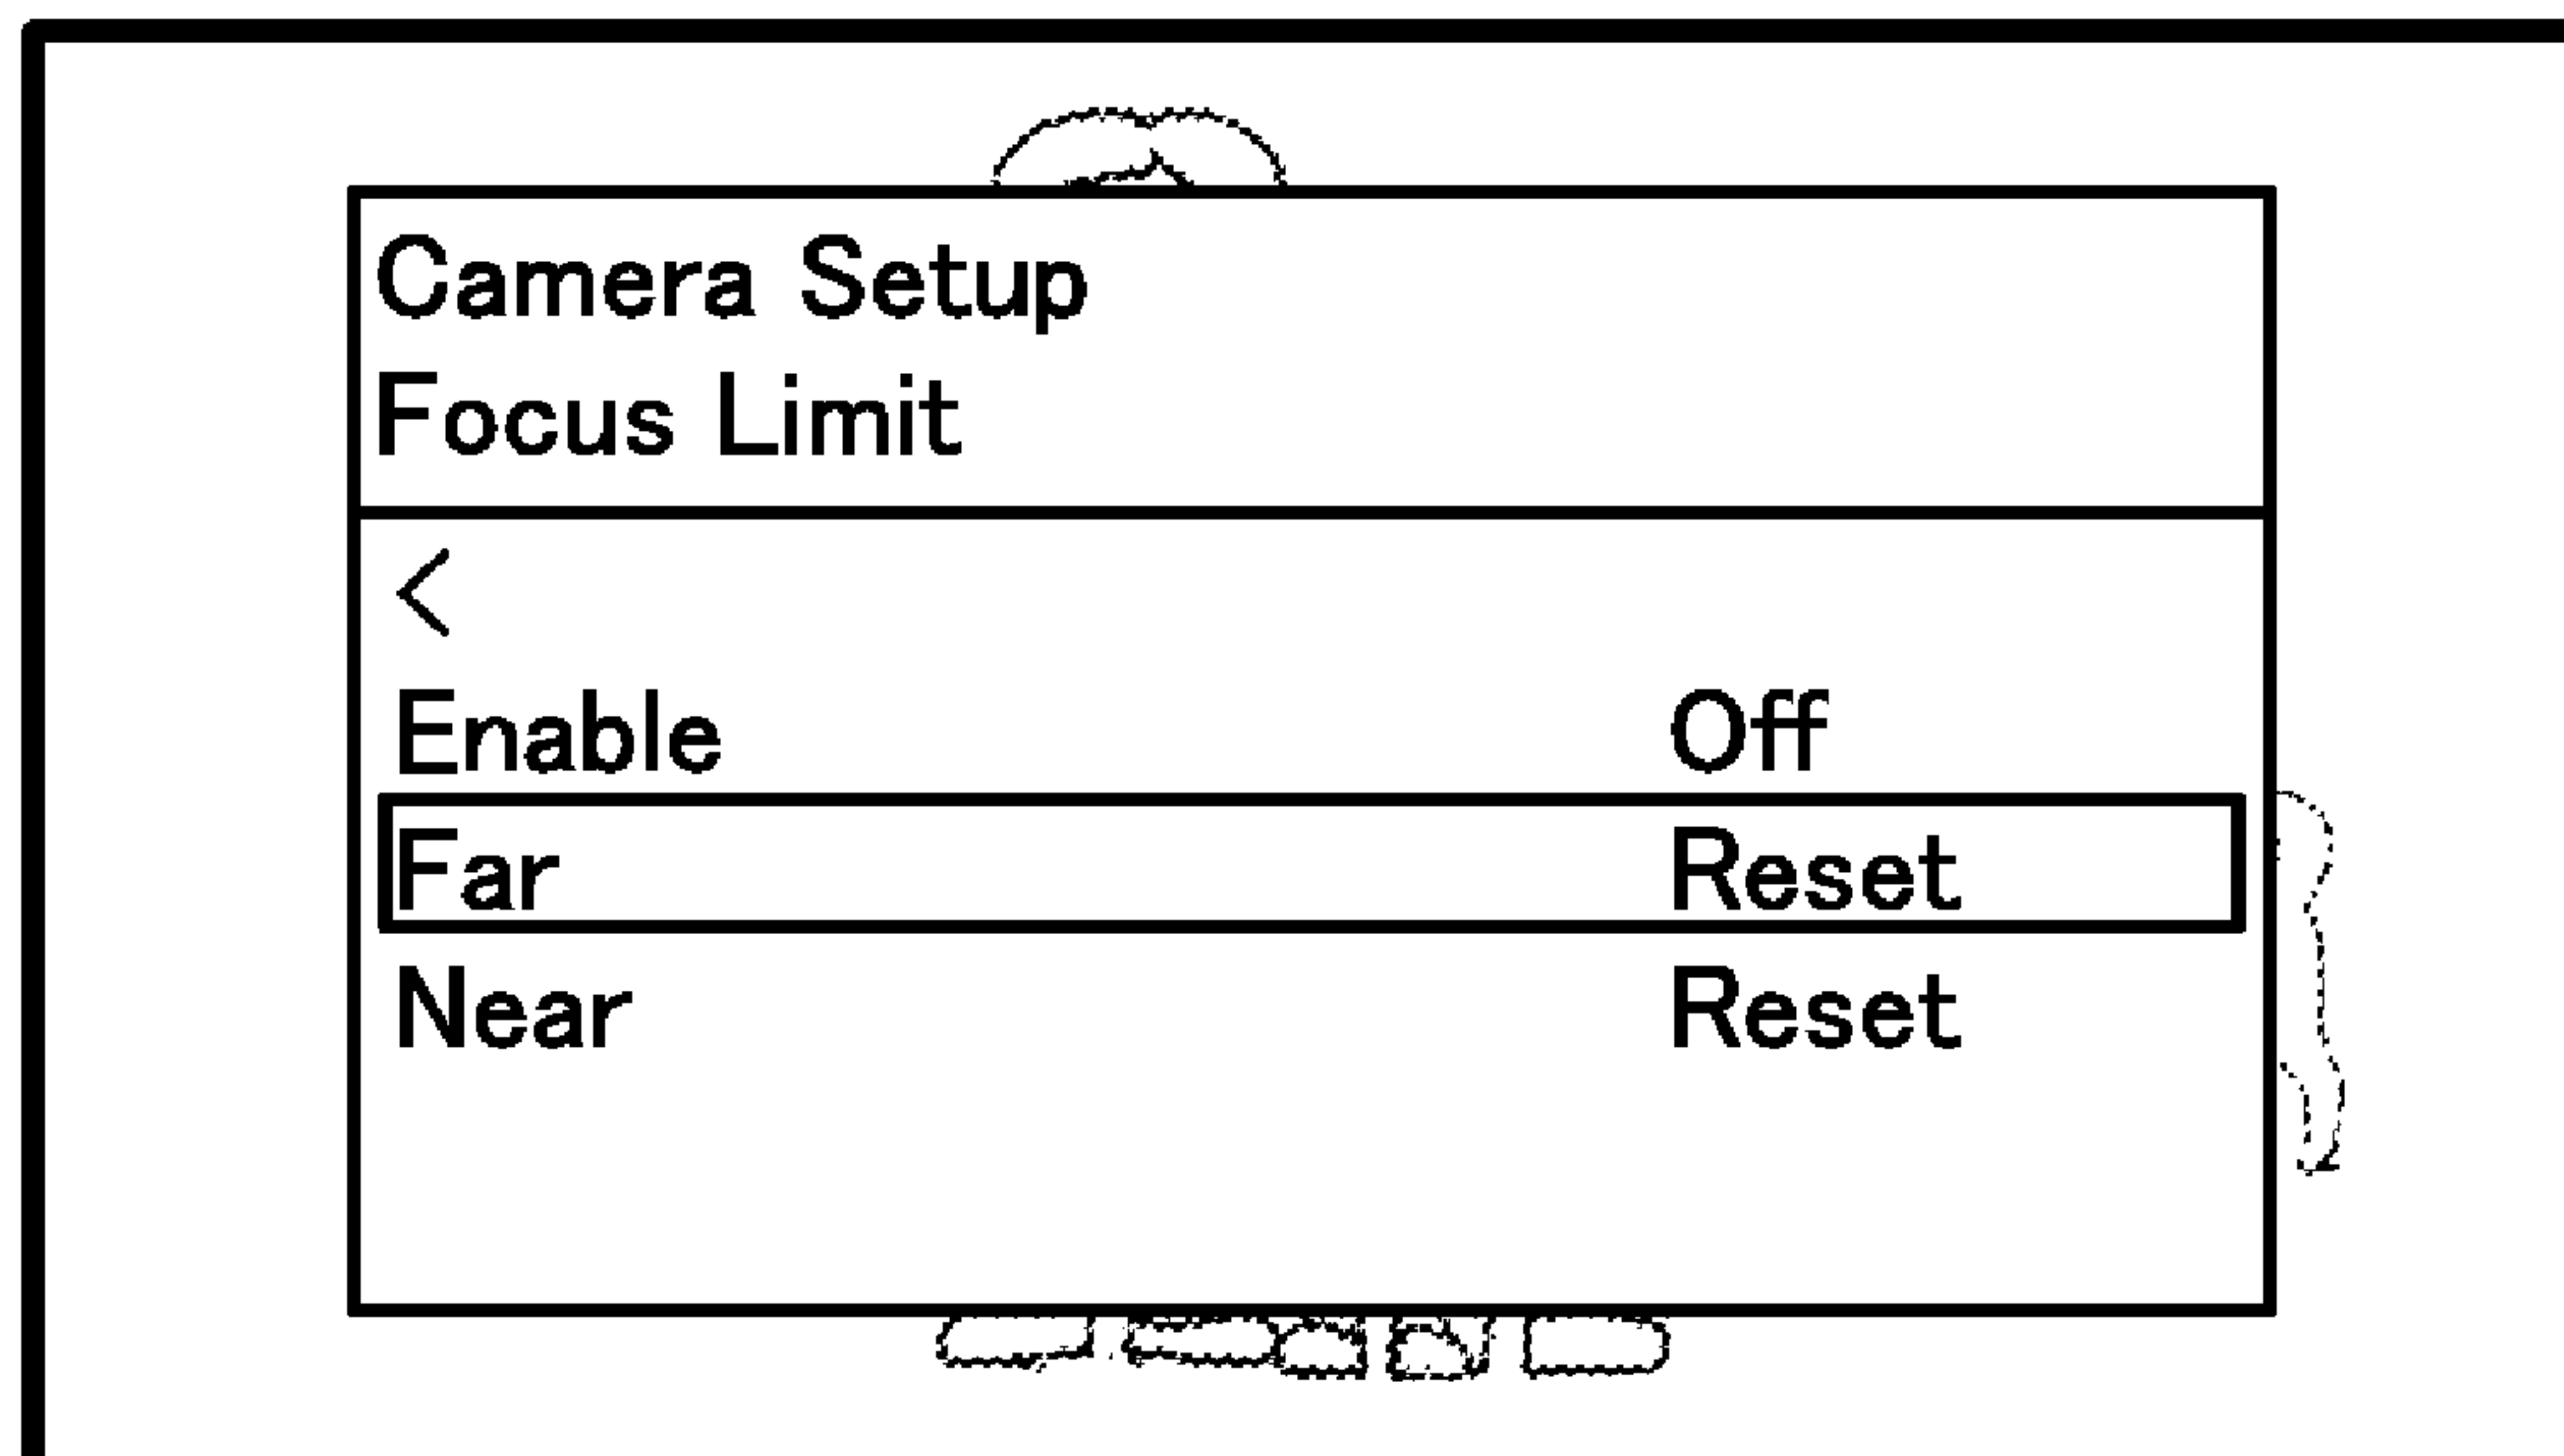 Camera Setup
Focus Limit
<
Enable Off
Far Reset
Near Reset